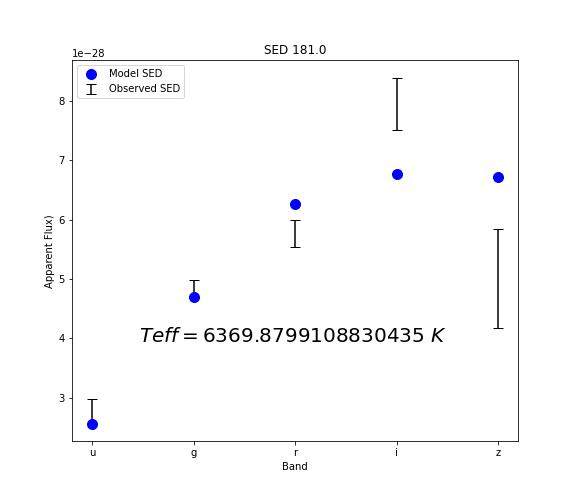 SED 181.0
1e−28
Model SED
Observed SED
8
7
6
5
4
3
Apparent Flux)
Teff = 6369.8799108830435 K
u g r i z
Band